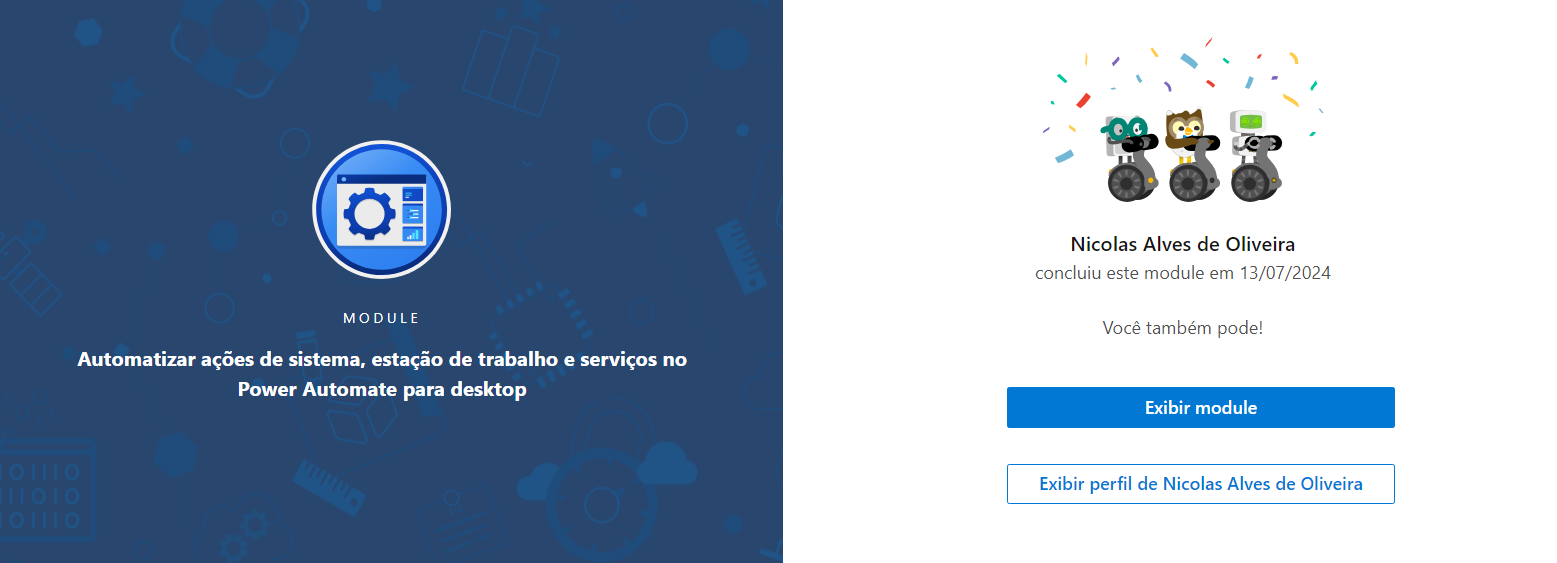 MODULE
Automatizar ações de sistema, estação de trabalho e serviços no
Power Automate para desktop
Nicolas Alves de Oliveira
concluiu este module em 13/07/2024
Você também pode!
Exibir module
Exibir perfil de Nicolas Alves de Oliveira